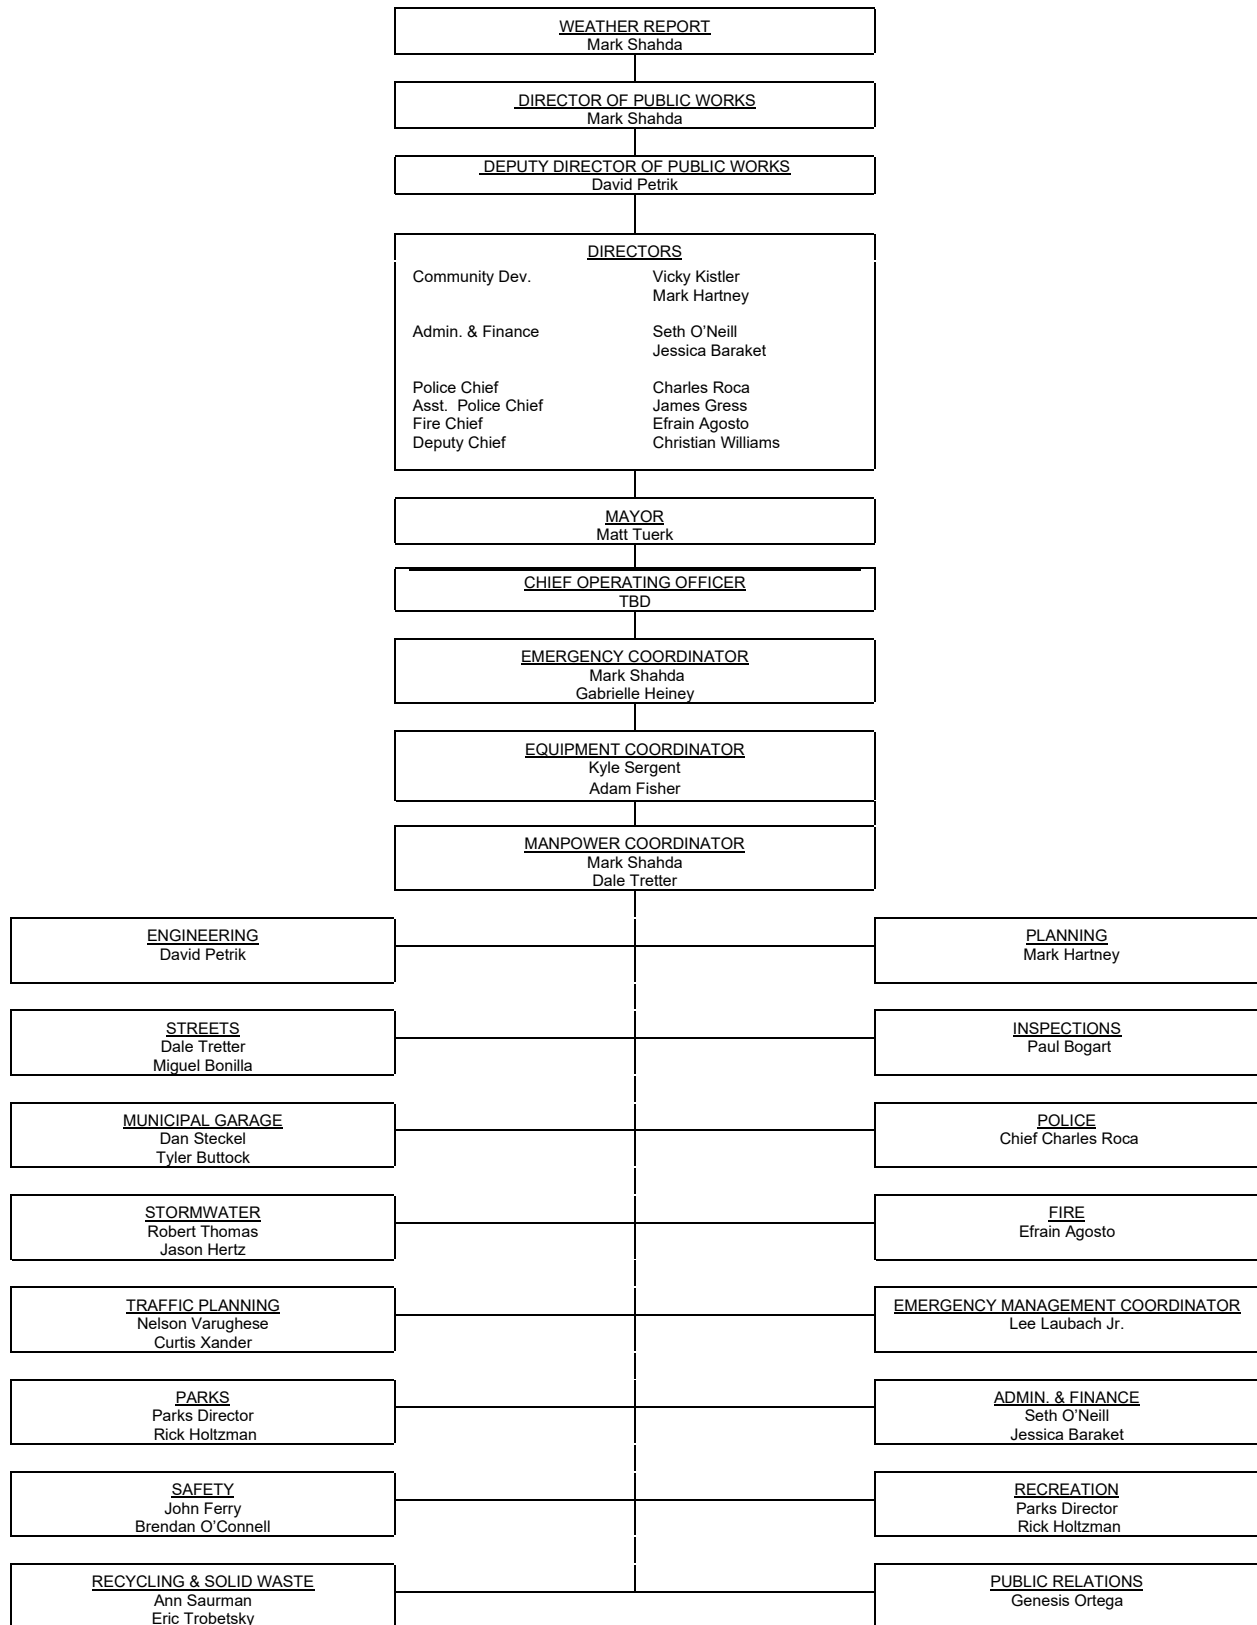 WEATHER REPORT
Mark Shahda
DIRECTOR OF PUBLIC WORKS
Mark Shahda
DEPUTY DIRECTOR OF PUBLIC WORKS
David Petrik
DIRECTORS
Community Dev. Vicky Kistler
Mark Hartney
Admin. & Finance Seth O’Neill
Jessica Baraket
Police Chief Charles Roca
Asst. Police Chief James Gress
Fire Chief Efrain Agosto
Deputy Chief Christian Williams
MAYOR
Matt Tuerk
CHIEF OPERATING OFFICER
TBD
EMERGENCY COORDINATOR
Mark Shahda
Gabrielle Heiney
EQUIPMENT COORDINATOR
Kyle Sergent
Adam Fisher
MANPOWER COORDINATOR
Mark Shahda
Dale Tretter
ENGINEERING
David Petrik
PLANNING
Mark Hartney
STREETS
Dale Tretter
Miguel Bonilla
INSPECTIONS
Paul Bogart
MUNICIPAL GARAGE
Dan Steckel
Tyler Buttock
POLICE
Chief Charles Roca
STORMWATER
Robert Thomas
Jason Hertz
FIRE
Efrain Agosto
TRAFFIC PLANNING
Nelson Varughese
Curtis Xander
EMERGENCY MANAGEMENT COORDINATOR
Lee Laubach Jr.
PARKS
Parks Director
Rick Holtzman
ADMIN. & FINANCE
Seth O’Neill
Jessica Baraket
SAFETY
John Ferry
Brendan O’Connell
RECREATION
Parks Director
Rick Holtzman
RECYCLING & SOLID WASTE
Ann Saurman
Eric Trobetsky
PUBLIC RELATIONS
Genesis Ortega